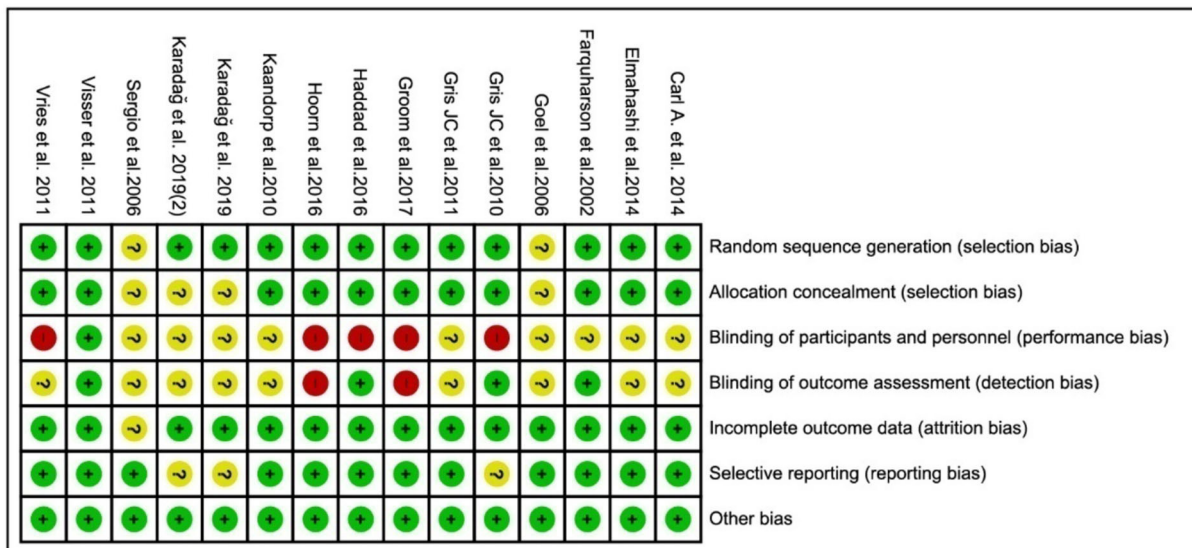 Vries et al. 2011
Visser et al. 2011
Sergio et al.2006
Karadağ et al. 2019(2)
Karadağ et al. 2019
Kaandorp et al.2010
Hoorn et al.2016
Haddad et al.2016
Groom et al.2017
Gris JC et al.2011
Gris JC et al.2010
Goel et al.2006
Farquharson et al.2002
Elmahashi et al.2014
Carl A. et al. 2014
+ + ? + + + + + + + + ? + + + Random sequence generation (selection bias)
+ + ? ? ? + + + + + + ? + + + Allocation concealment (selection bias)
- + ? ? ? ? - - - ? - ? ? ? ? Blinding of participants and personnel (performance bias)
? + ? ? ? ? - + - ? + ? + ? ? Blinding of outcome assessment (detection bias)
+ + ? + + + + + + + + + + + + Incomplete outcome data (attrition bias)
+ + + ? ? + + + + + ? + + + + Selective reporting (reporting bias)
+ + + + + + + + + + + + + + + Other bias